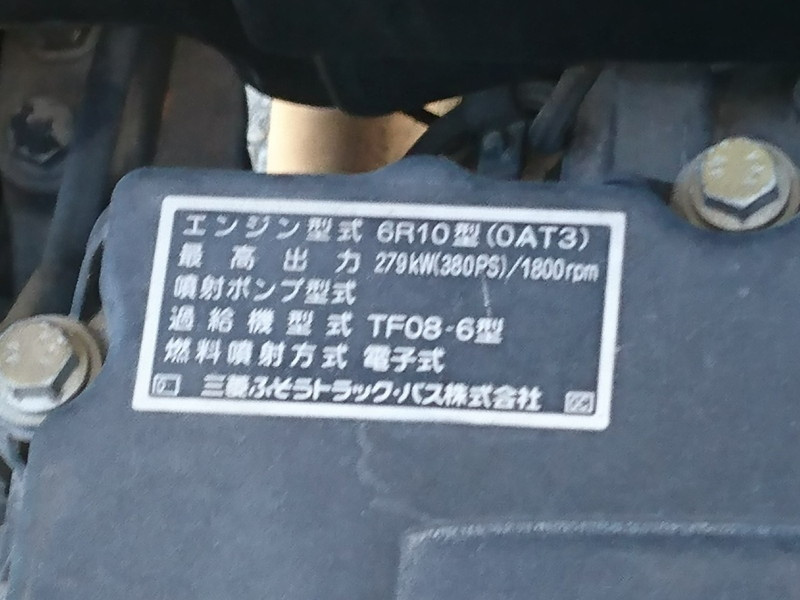 エンジン型式 6R10型(0AT3)
最高出力 279kW(380PS)/1800rpm
噴射ポンプ型式
過給機型式 TF08-6型
燃料噴射方式 電子式
三菱ふそうトラック・バス株式会社